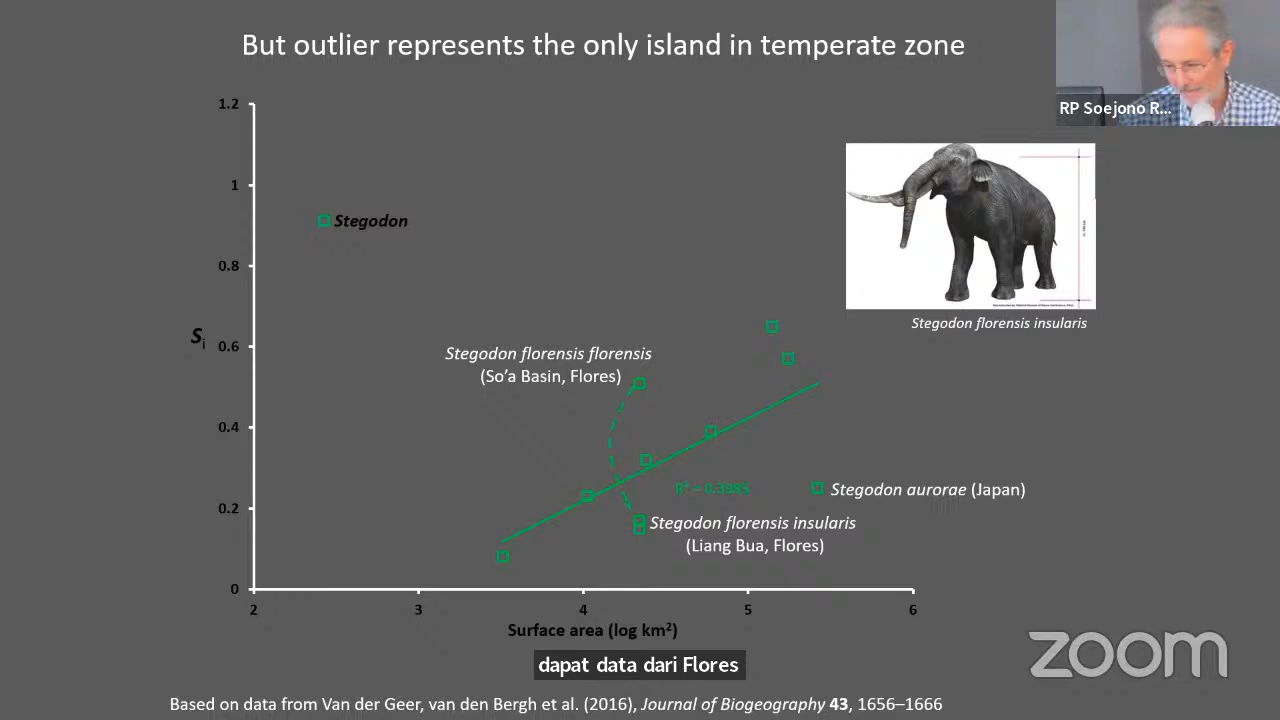 But outlier represents the only island in temperate zone
RP Soejono R...
1.2
1
0.8
0.6
0.4
0.2
0
Si
Stegodon
Stegodon florensis insularis
Stegodon florensis florensis
(So'a Basin, Flores)
R² = 0.3983
Stegodon aurorae (Japan)
Stegodon florensis insularis
(Liang Bua, Flores)
2
3
4
5
6
Surface area (log km²)
dapat data dari Flores
zoom
Based on data from Van der Geer, van den Bergh et al. (2016), Journal of Biogeography 43, 1656–1666